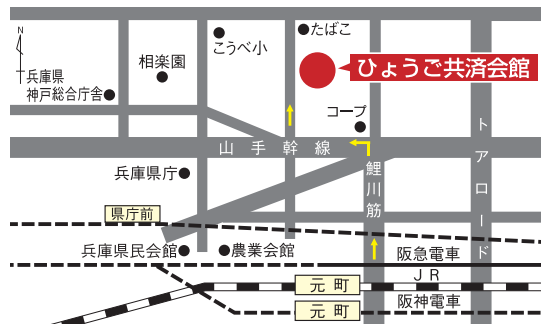 N
たばこ
こうべ小
相楽園
ひょうご共済会館
兵庫県
神戸総合庁舎
コープ
トアロード
山手幹線
兵庫県庁
鯉川筋
県庁前
兵庫県民会館
農業会館
阪急電車
JR
元町
阪神電車
元町